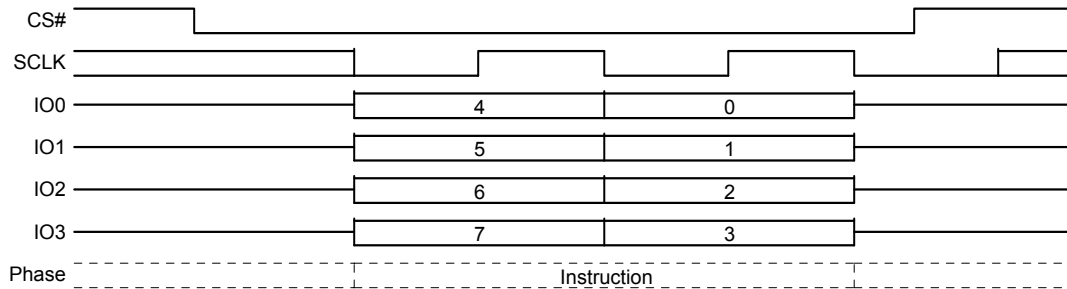 CS#
SCLK
IO0 4 0
IO1 5 1
IO2 6 2
IO3 7 3
Phase Instruction